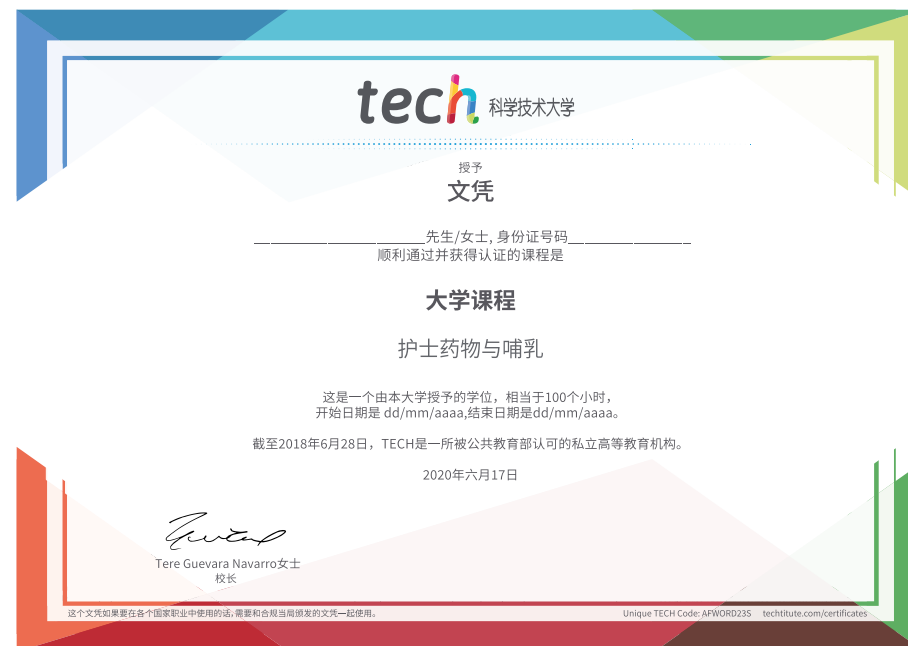 tech 科学技术大学
授予
文凭
______________________先生/女士, 身份证号码________________
顺利通过并获得认证的课程是
大学课程
护士药物与哺乳
这是一个由本大学授予的学位，相当于100个小时，
开始日期是 dd/mm/aaaa,结束日期是dd/mm/aaaa。
截至2018年6月28日，TECH是一所被公共教育部认可的私立高等教育机构。
2020年六月17日
Tere Guevara Navarro女士
校长
这个文凭如果要在各个国家职业中使用的话,需要和合规当局颁发的文凭一起使用。
Unique TECH Code: AFWORD23S techtitute.com/certificates